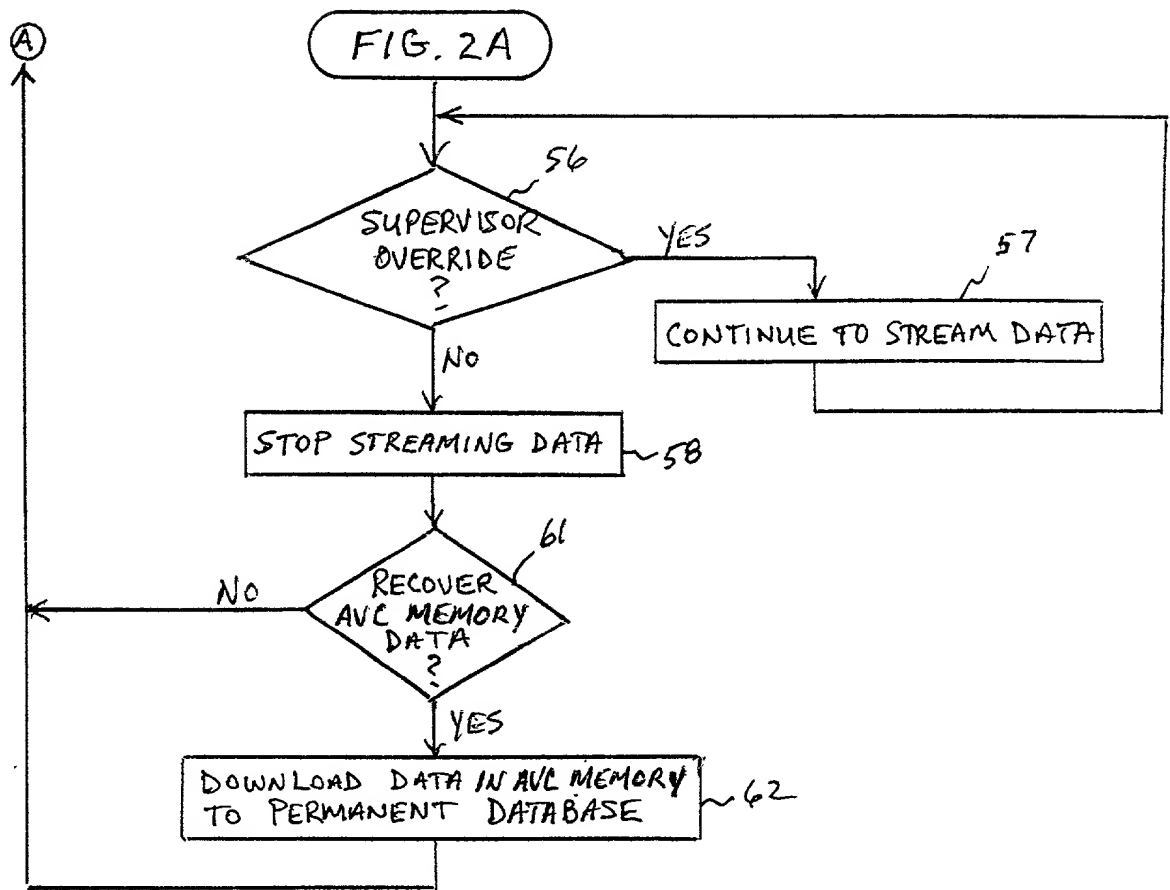 A
FIG. 2A
56
SUPERVISOR
OVERRIDE
?
YES
57
CONTINUE TO STREAM DATA
NO
STOP STREAMING DATA
58
61
RECOVER
AVC MEMORY
DATA
?
NO
YES
DOWNLOAD DATA IN AVC MEMORY
TO PERMANENT DATABASE
62